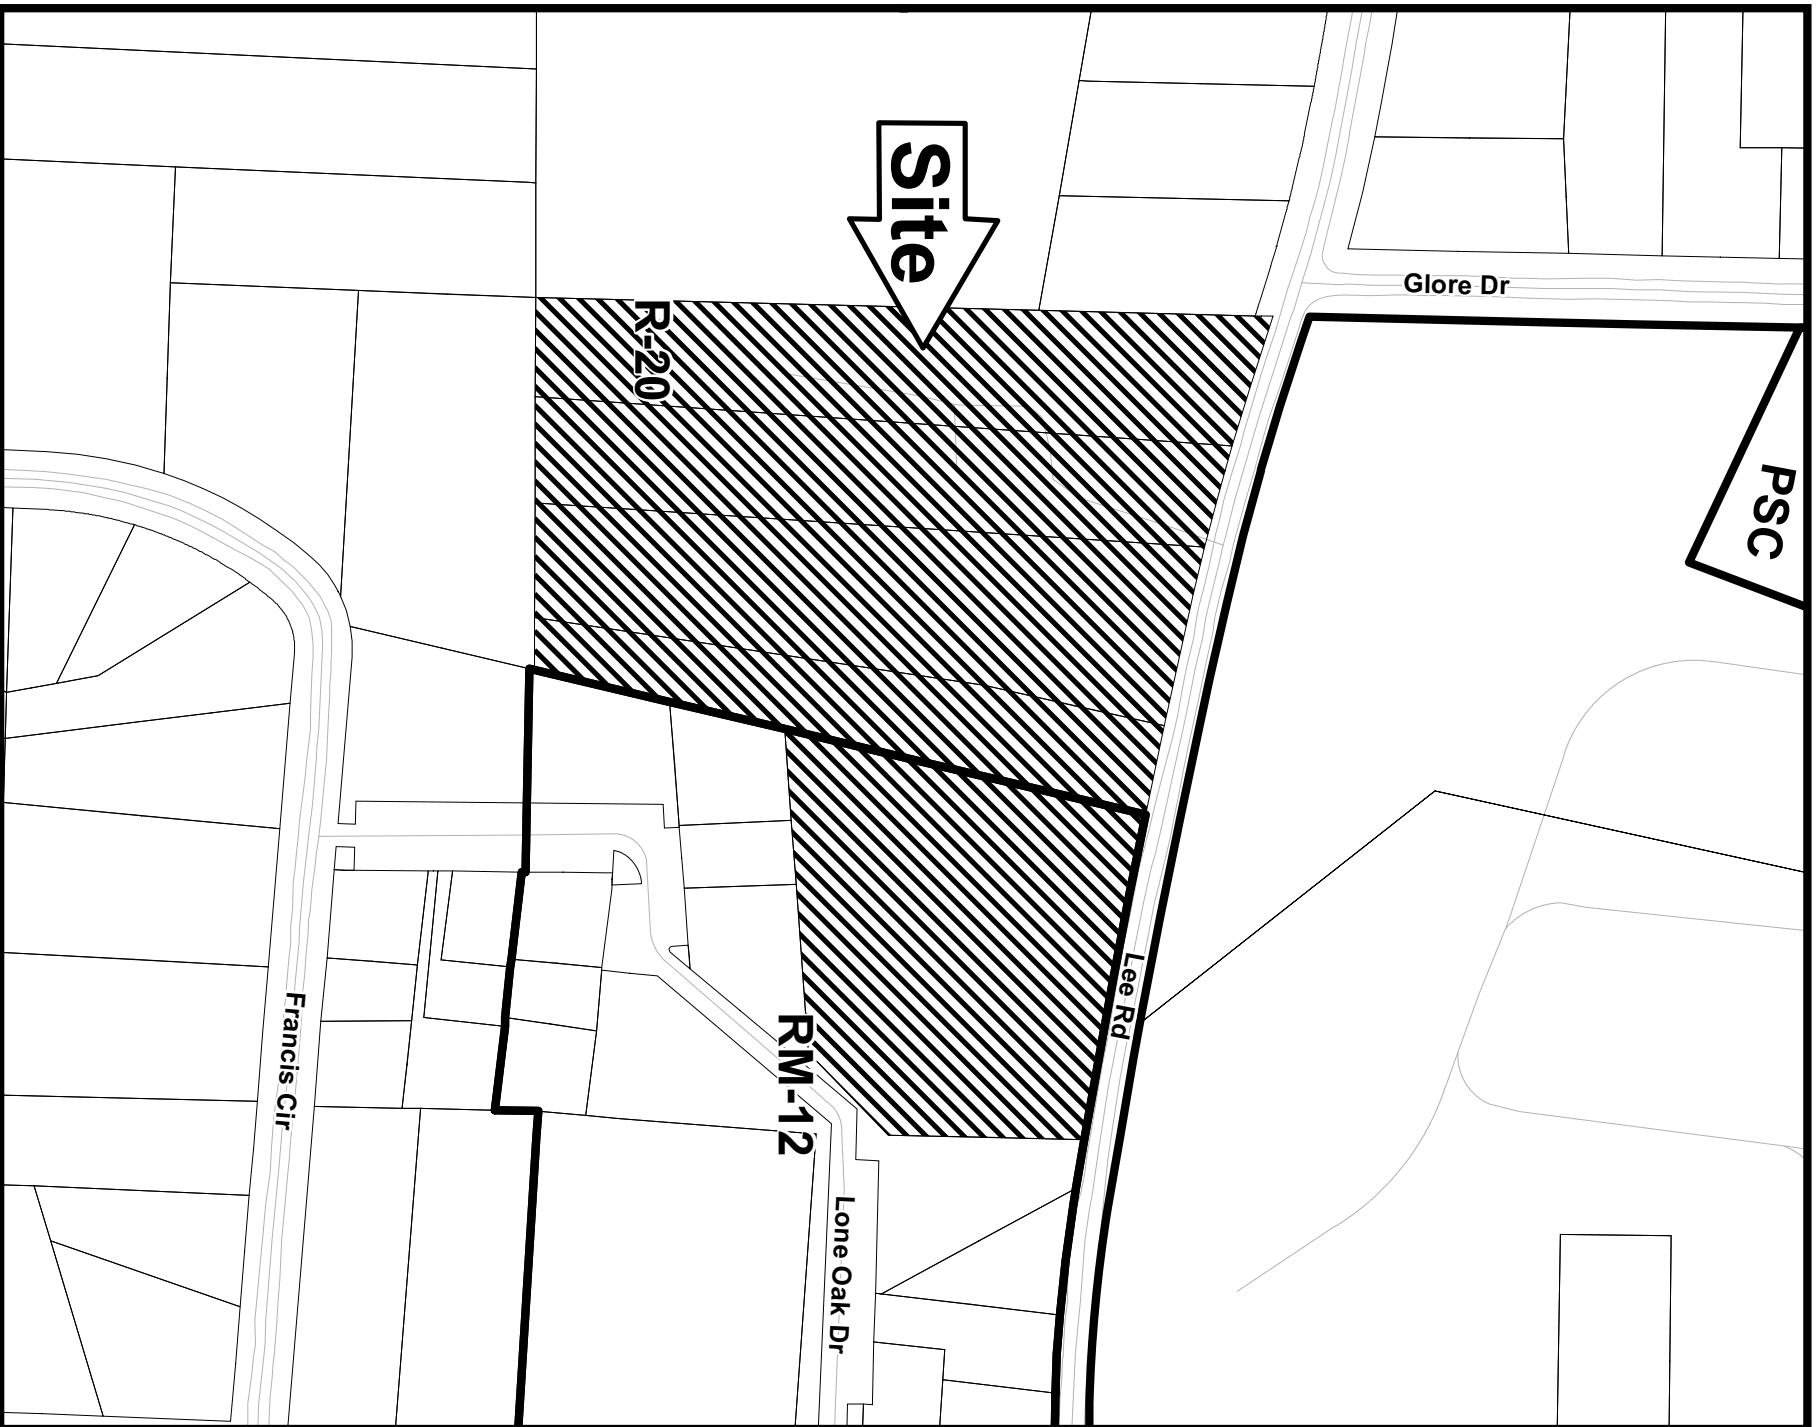 Site
Glore Dr
R-20
PSC
Lee Rd
Francis Cir
RM-12
Lone Oak Dr